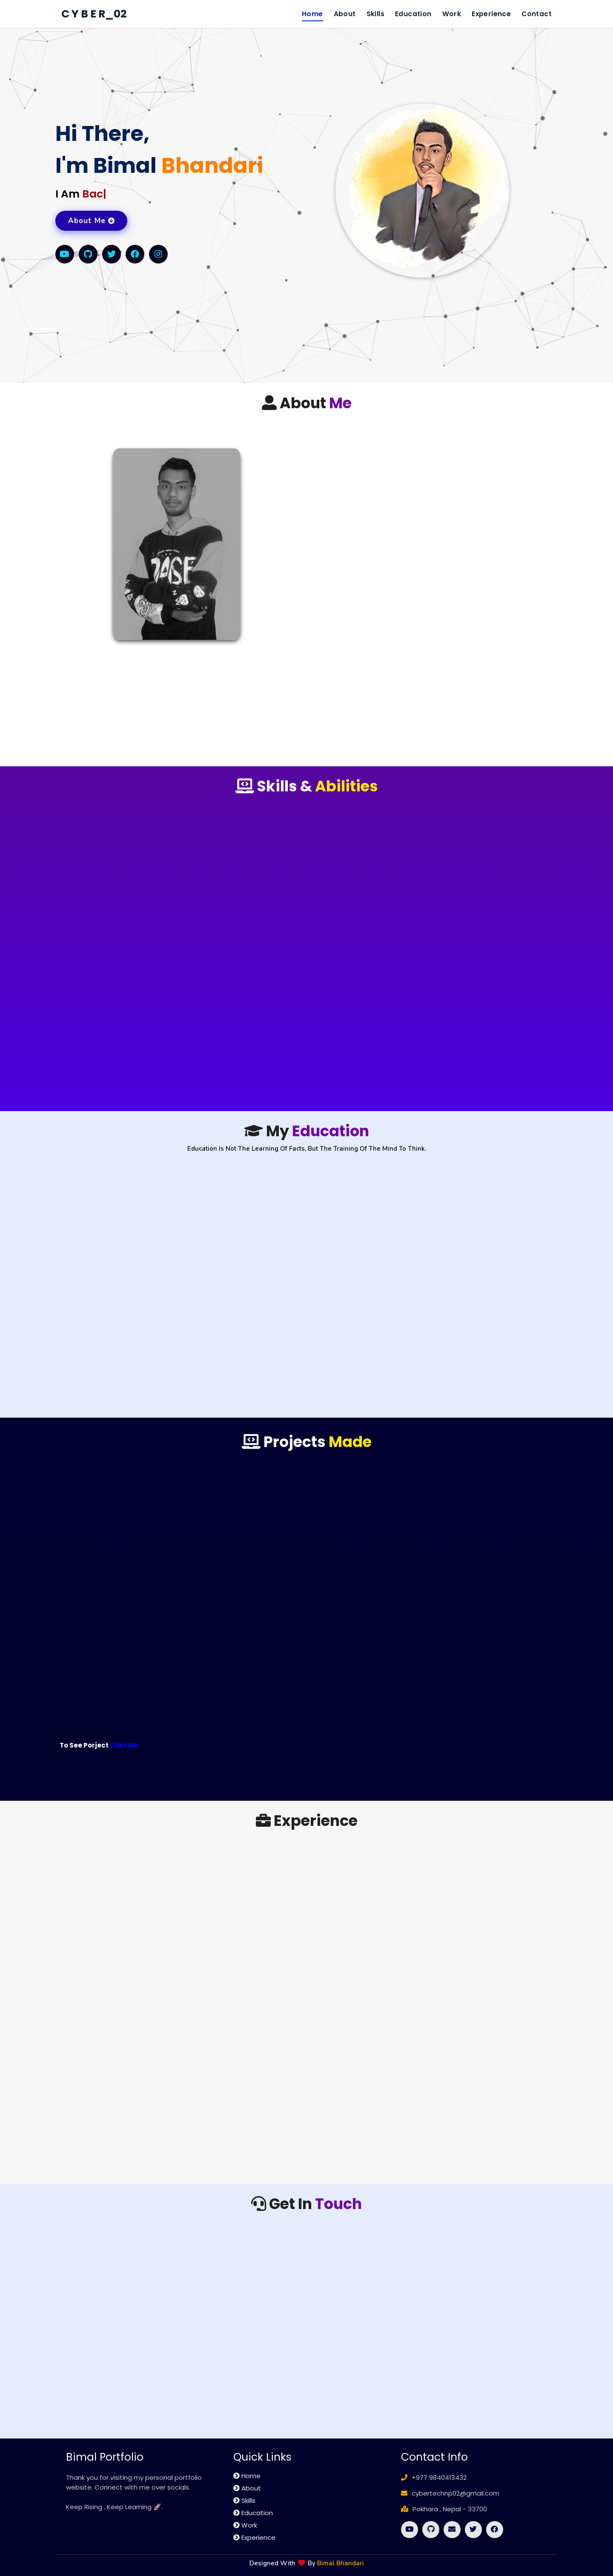 C Y B E R_02
Home About Skills Education Work Experience Contact
Hi There,
I'm Bimal Bhandari
I Am Bac|
About Me
About Me
Skills & Abilities
My Education
Education Is Not The Learning Of Facts, But The Training Of The Mind To Think.
Projects Made
To See Porject Click Me
Experience
Get In Touch
Bimal Portfolio
Thank you for visiting my personal portfolio
website. Connect with me over socials.
Keep Rising , Keep Learning 🚀.
Quick Links
Home
About
Skills
Education
Work
Experience
Contact Info
+977 9840413432
cybertechnp02@gmail.com
Pokhara , Nepal - 33700
Designed With ❤ By Bimal Bhandari